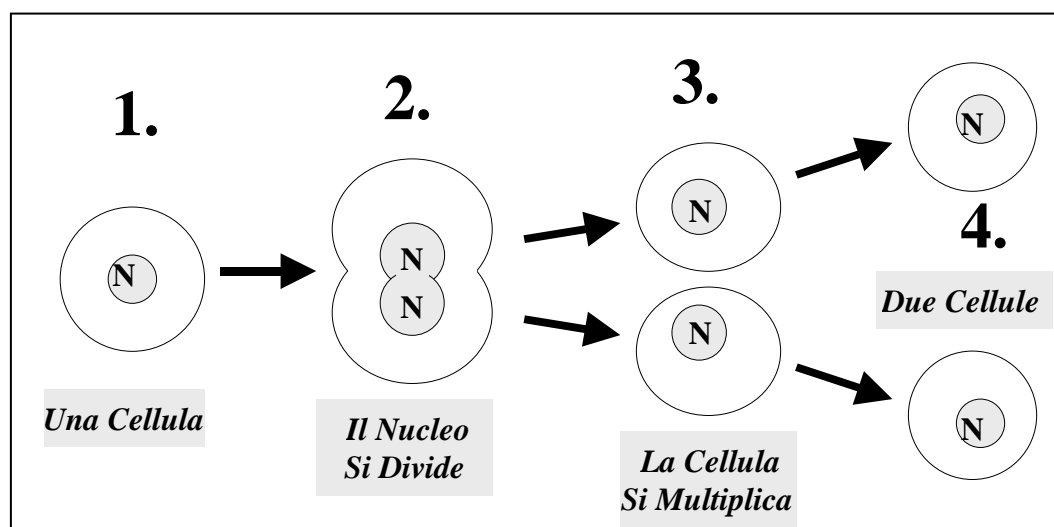 1.
N
Una Cellula
2.
N
N
Il Nucleo
Si Divide
3.
N
N
La Cellula
Si Multiplica
N
4.
Due Cellule
N